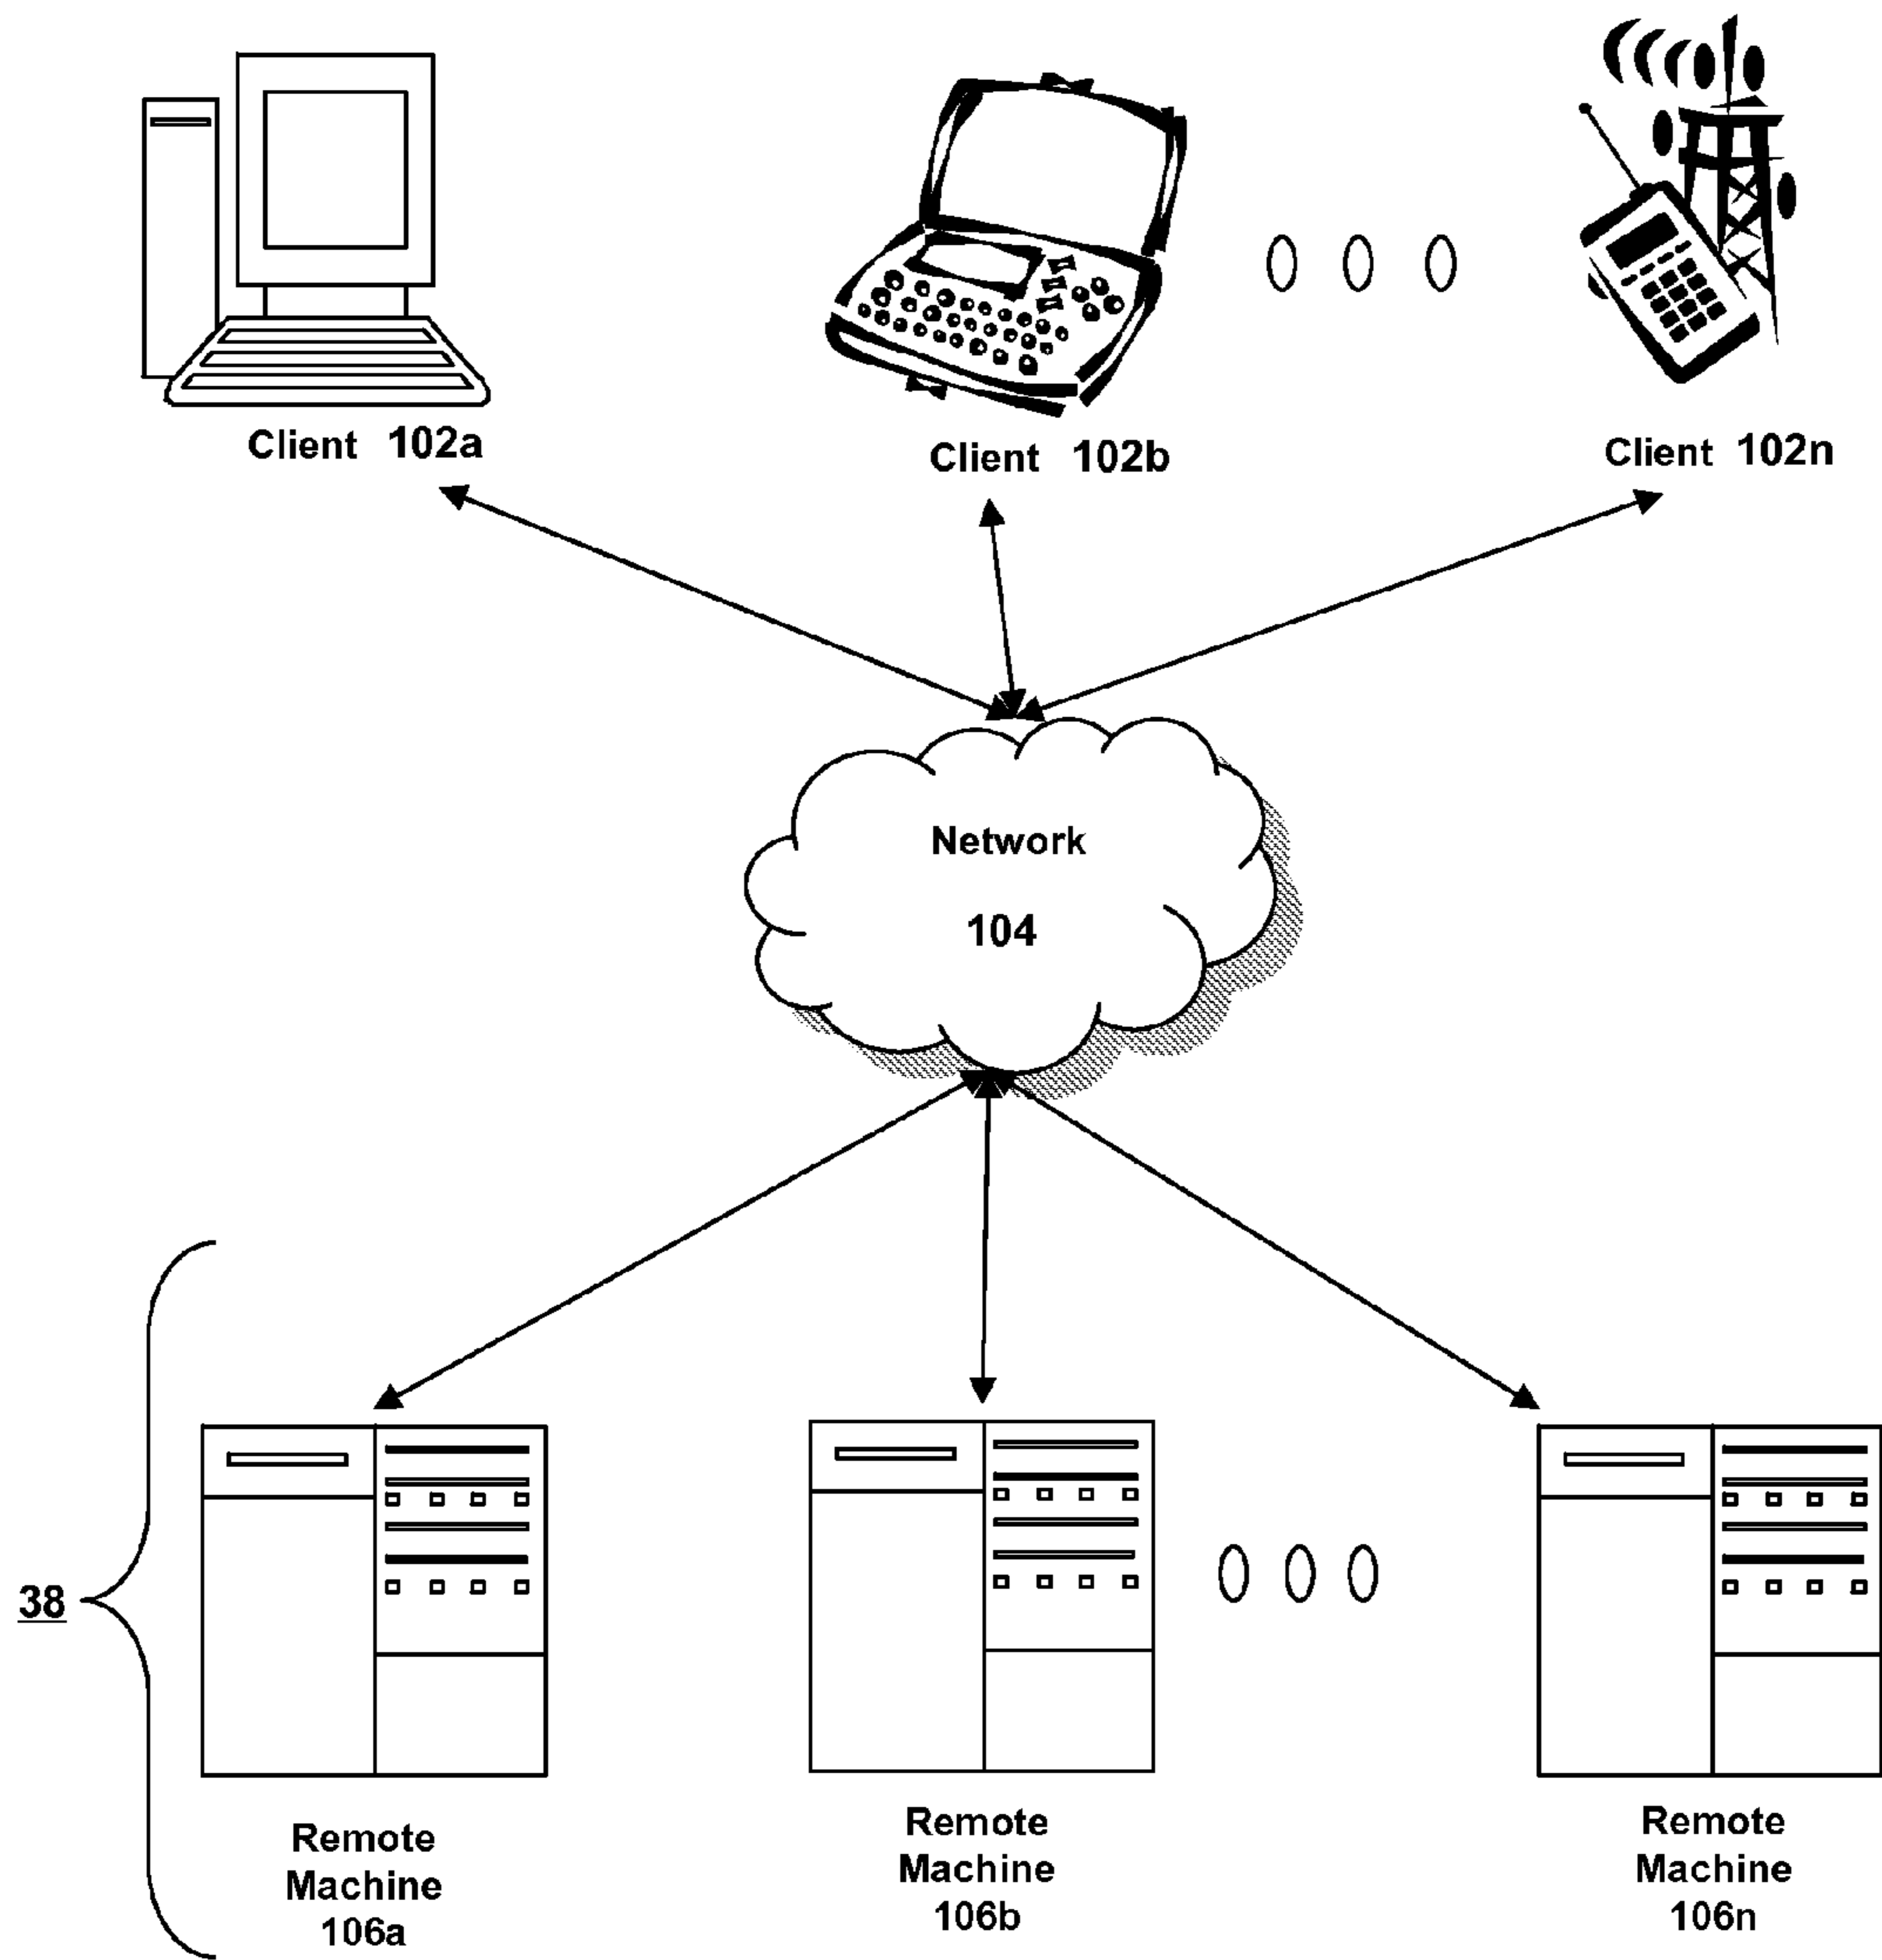 Client 102a
Client 102b
Client 102n
Network
104
38
Remote
Machine
106a
Remote
Machine
106b
Remote
Machine
106n